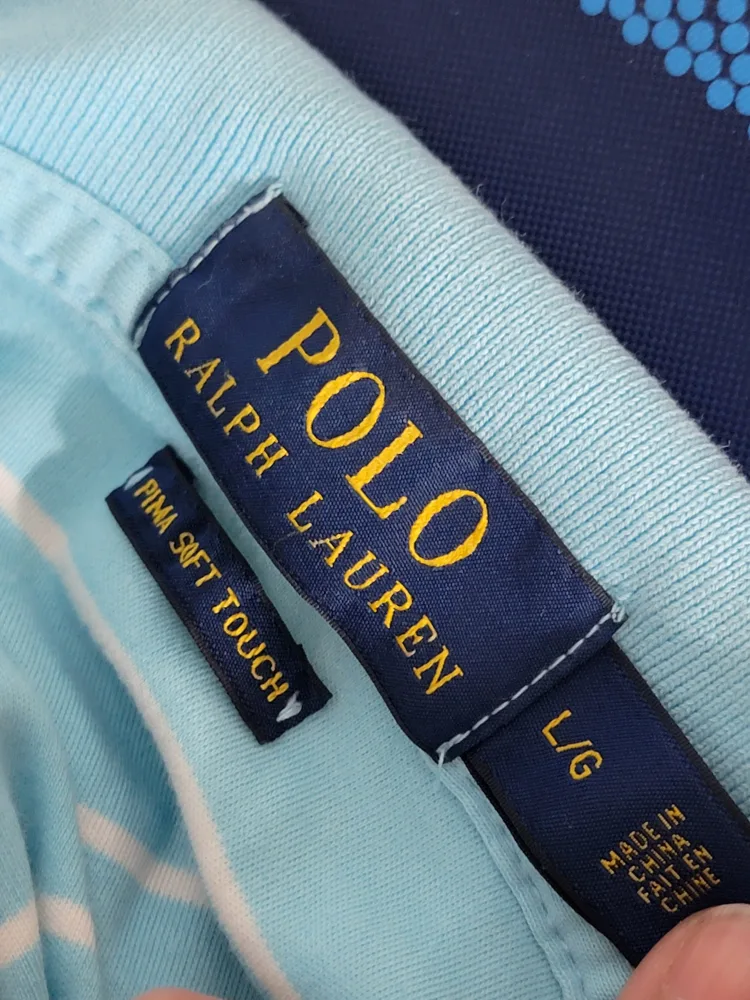 POLO
RALPH LAUREN
PIMA SOFT TOUCH
L/G
MADE IN
CHINA
FAIT EN
CHINE